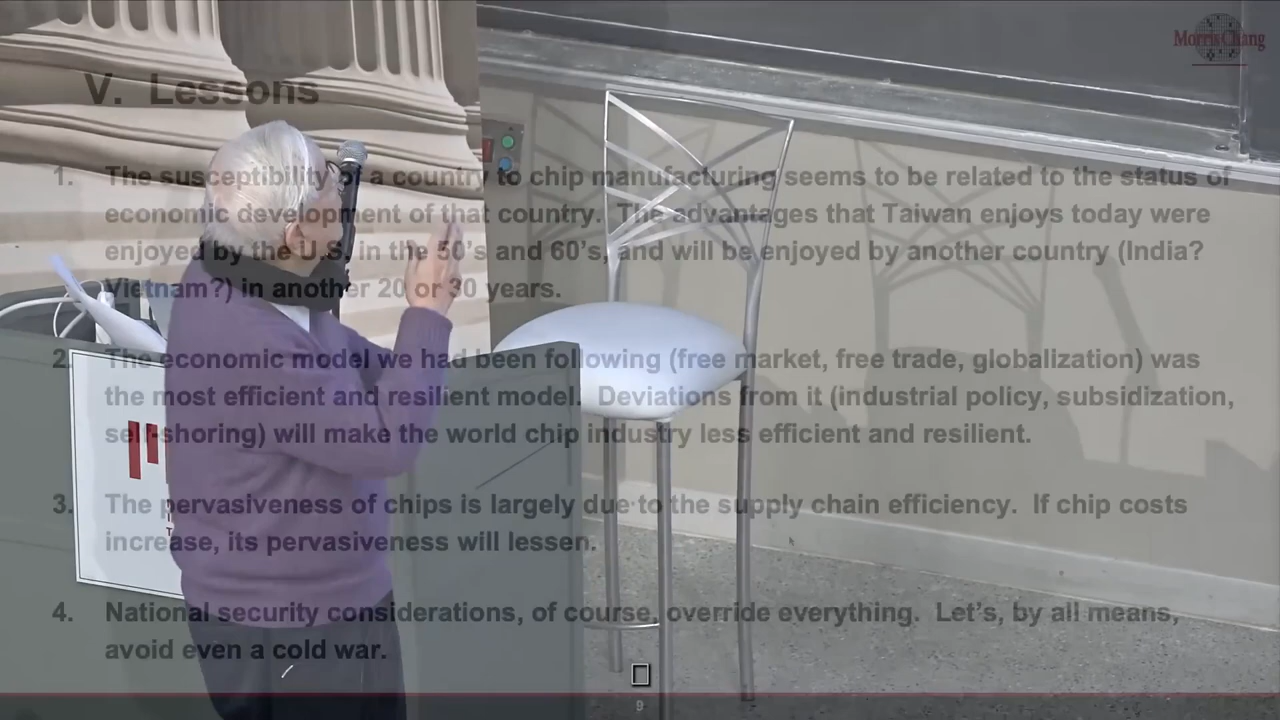 Morris Chang
V. Lessons
1. The susceptibility of a country to chip manufacturing seems to be related to the status of
economic development of that country. The advantages that Taiwan enjoys today were
enjoyed by the U.S. in the 50's and 60's, and will be enjoyed by another country (India?
Vietnam?) in another 20 or 30 years.
2. The economic model we had been following (free market, free trade, globalization) was
the most efficient and resilient model. Deviations from it (industrial policy, subsidization,
self-shoring) will make the world chip industry less efficient and resilient.
3. The pervasiveness of chips is largely due to the supply chain efficiency. If chip costs
increase, its pervasiveness will lessen.
4. National security considerations, of course, override everything. Let's, by all means,
avoid even a cold war.
9